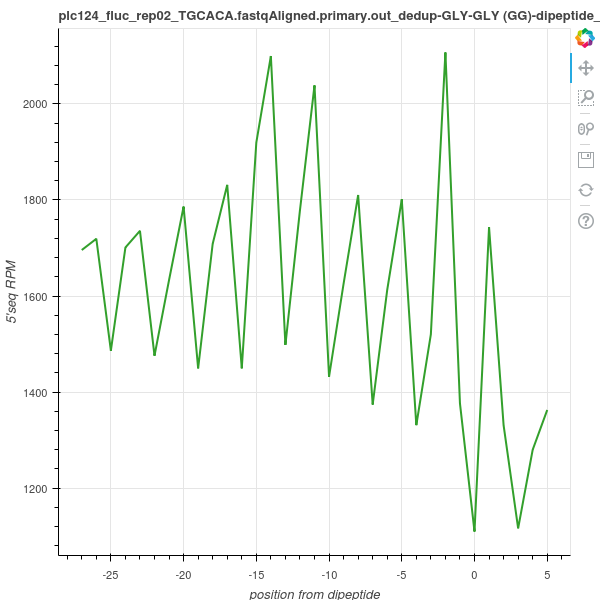 plc124_fluc_rep02_TGCACA.fastqAligned.primary.out_dedup-GLY-GLY (GG)-dipeptide_
2000
1800
1600
1400
1200
5'seq RPM
-25 -20 -15 -10 -5 0 5
position from dipeptide